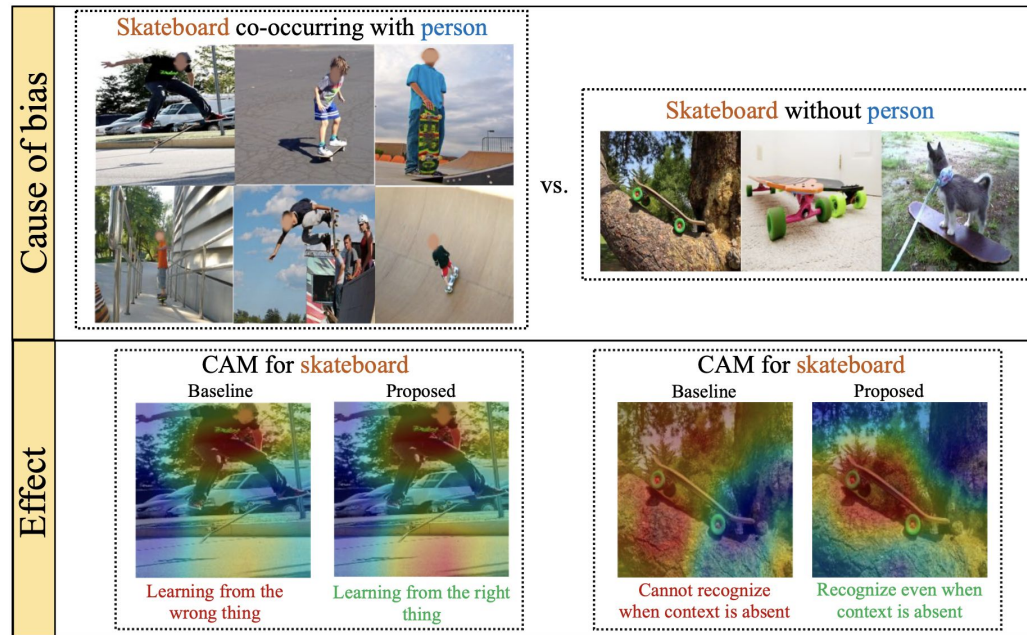 Cause of bias
Skateboard co-occurring with person
vs.
Skateboard without person
Effect
CAM for skateboard
Baseline
Proposed
Learning from the
wrong thing
Learning from the right
thing
CAM for skateboard
Baseline
Proposed
Cannot recognize
when context is absent
Recognize even when
context is absent